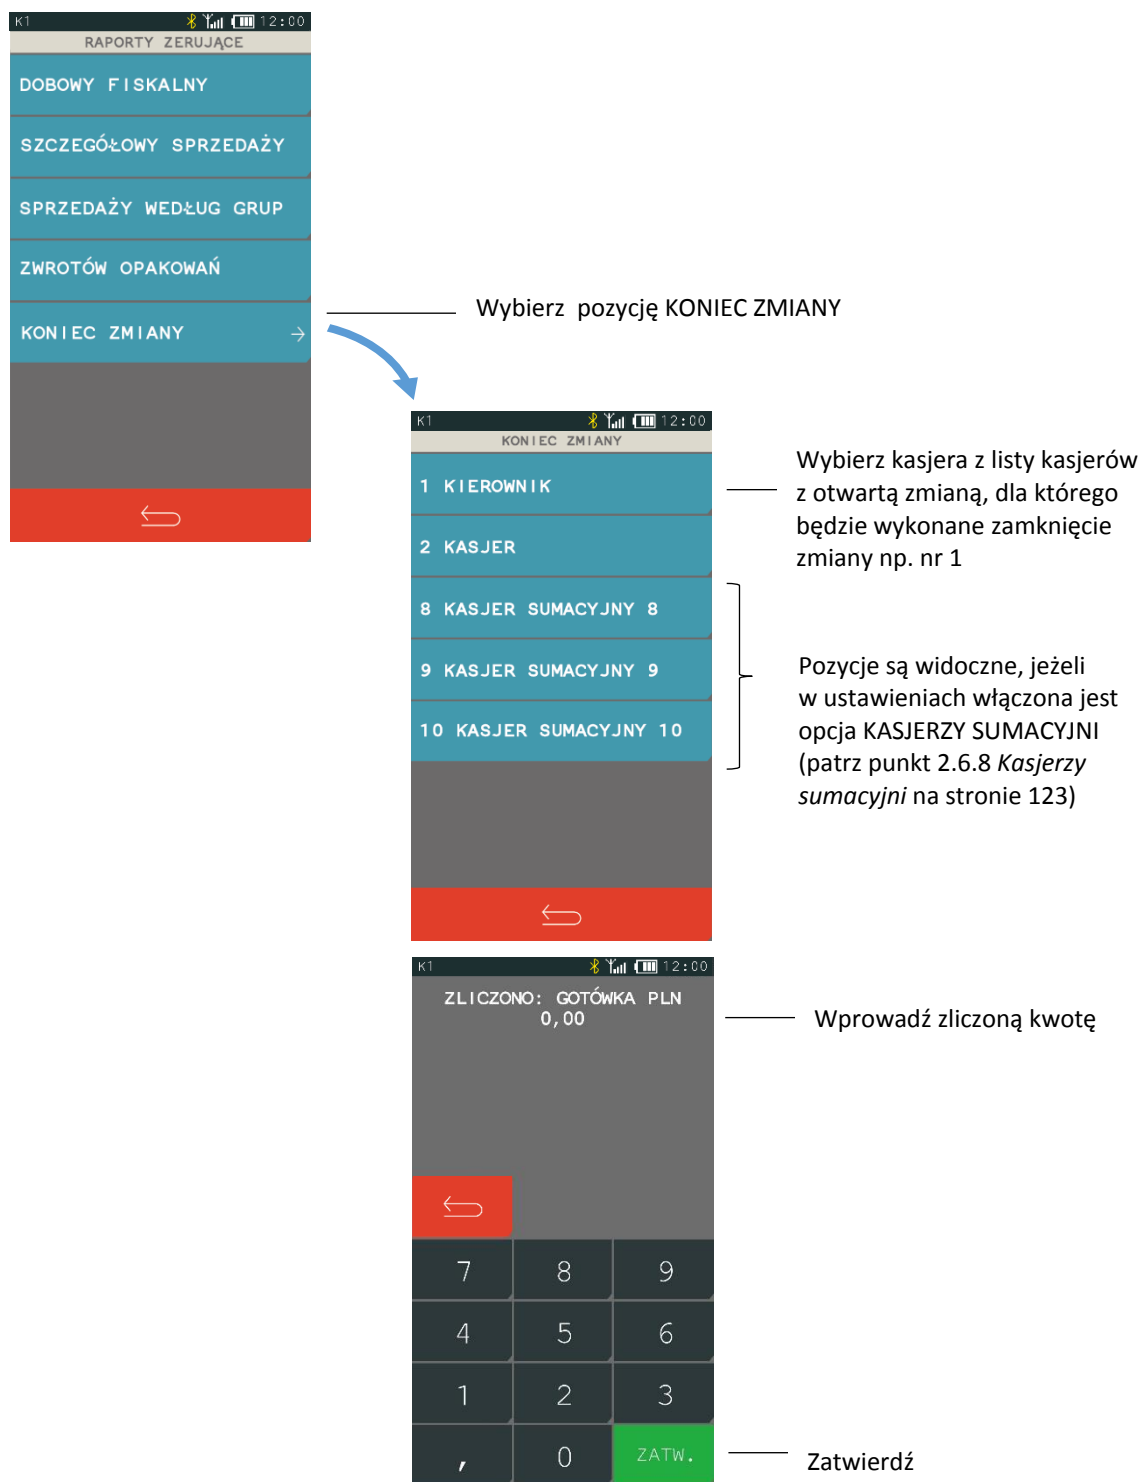 K1 12:00
RAPORTY ZERUJĄCE
DOBOWY FISKALNY
SZCZEGÓŁOWY SPRZEDAŻY
SPRZEDAŻY WEDŁUG GRUP
ZWROTÓW OPAKOWAŃ
KONIEC ZMIANY →
Wybierz pozycję KONIEC ZMIANY
K1 12:00
KONIEC ZMIANY
1 KIEROWNIK
2 KASJER
8 KASJER SUMACYJNY 8
9 KASJER SUMACYJNY 9
10 KASJER SUMACYJNY 10
Wybierz kasjera z listy kasjerów
z otwartą zmianą, dla którego
będzie wykonane zamknięcie
zmiany np. nr 1
Pozycje są widoczne, jeżeli
w ustawieniach włączona jest
opcja KASJERZY SUMACYJNI
(patrz punkt 2.6.8 Kasjerzy
sumacyjni na stronie 123)
K1 12:00
ZLICZONO: GOTÓWKA PLN
0,00
Wprowadź zliczoną kwotę
7 8 9
4 5 6
1 2 3
, 0 ZATW.
Zatwierdź